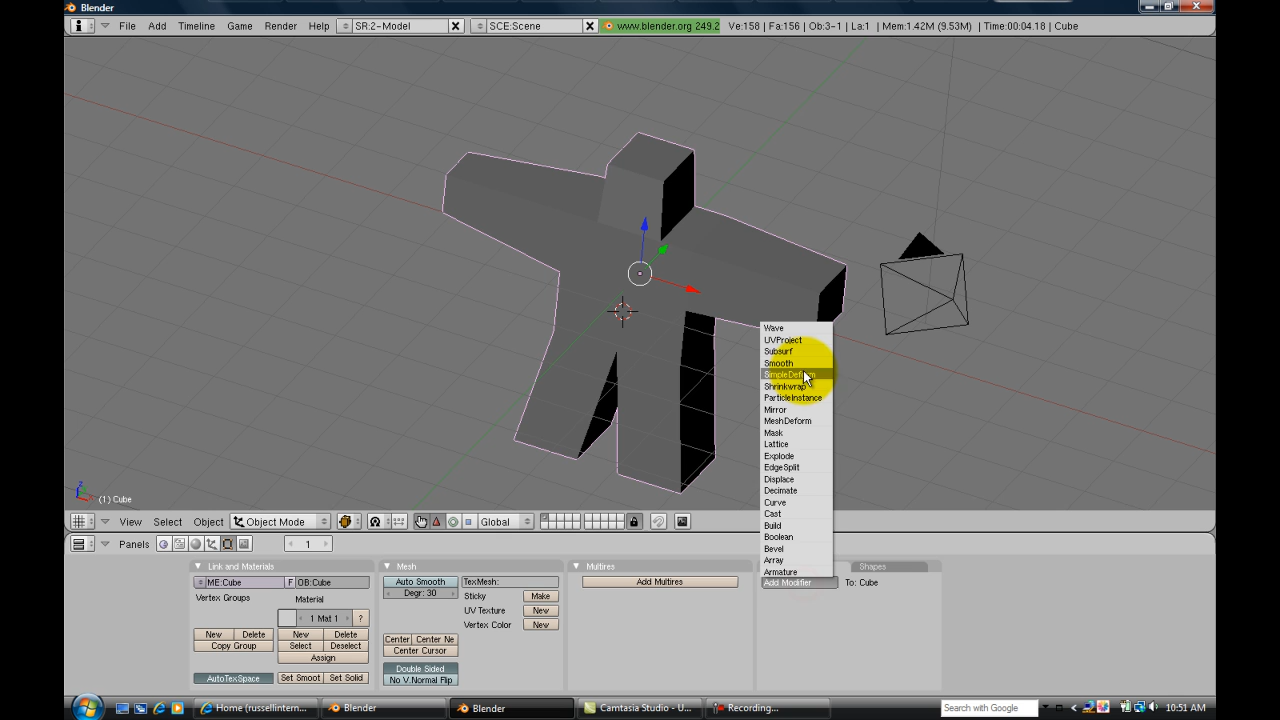 Blender
File Add Timeline Game Render Help SR:2-Model SCE:Scene www.blender.org 249.2 Ve:158 | Fa:156 | Ob:3-1 | La:1 | Mem:1.42M (9.53M) | Time:00:04.18 | Cube
Wave
UVProject
Subsurf
Smooth
SimpleDeform
Shrinkwrap
ParticleInstance
Mirror
MeshDeform
Mask
Lattice
Explode
EdgeSplit
Displace
Decimate
Curve
Cast
Build
Boolean
Bevel
Array
Armature
Add Modifier To: Cube
z
(1) Cube
View Select Object Object Mode Global
Panels 1
Link and Materials Mesh Multires Shapes
ME:Cube F OB:Cube Auto Smooth TexMesh: Add Multires
Vertex Groups Material Degr: 30 Sticky Make
1 Mat 1 ? UV Texture New
New Delete New Delete Vertex Color New
Copy Group Select Deselect Center Center Ne
Assign Center Cursor
AutoTexSpace Set Smoot Set Solid Double Sided
No V.Normal Flip
Home (russellintern... Blender Blender Camtasia Studio - U... Recording... Search with Google 10:51 AM